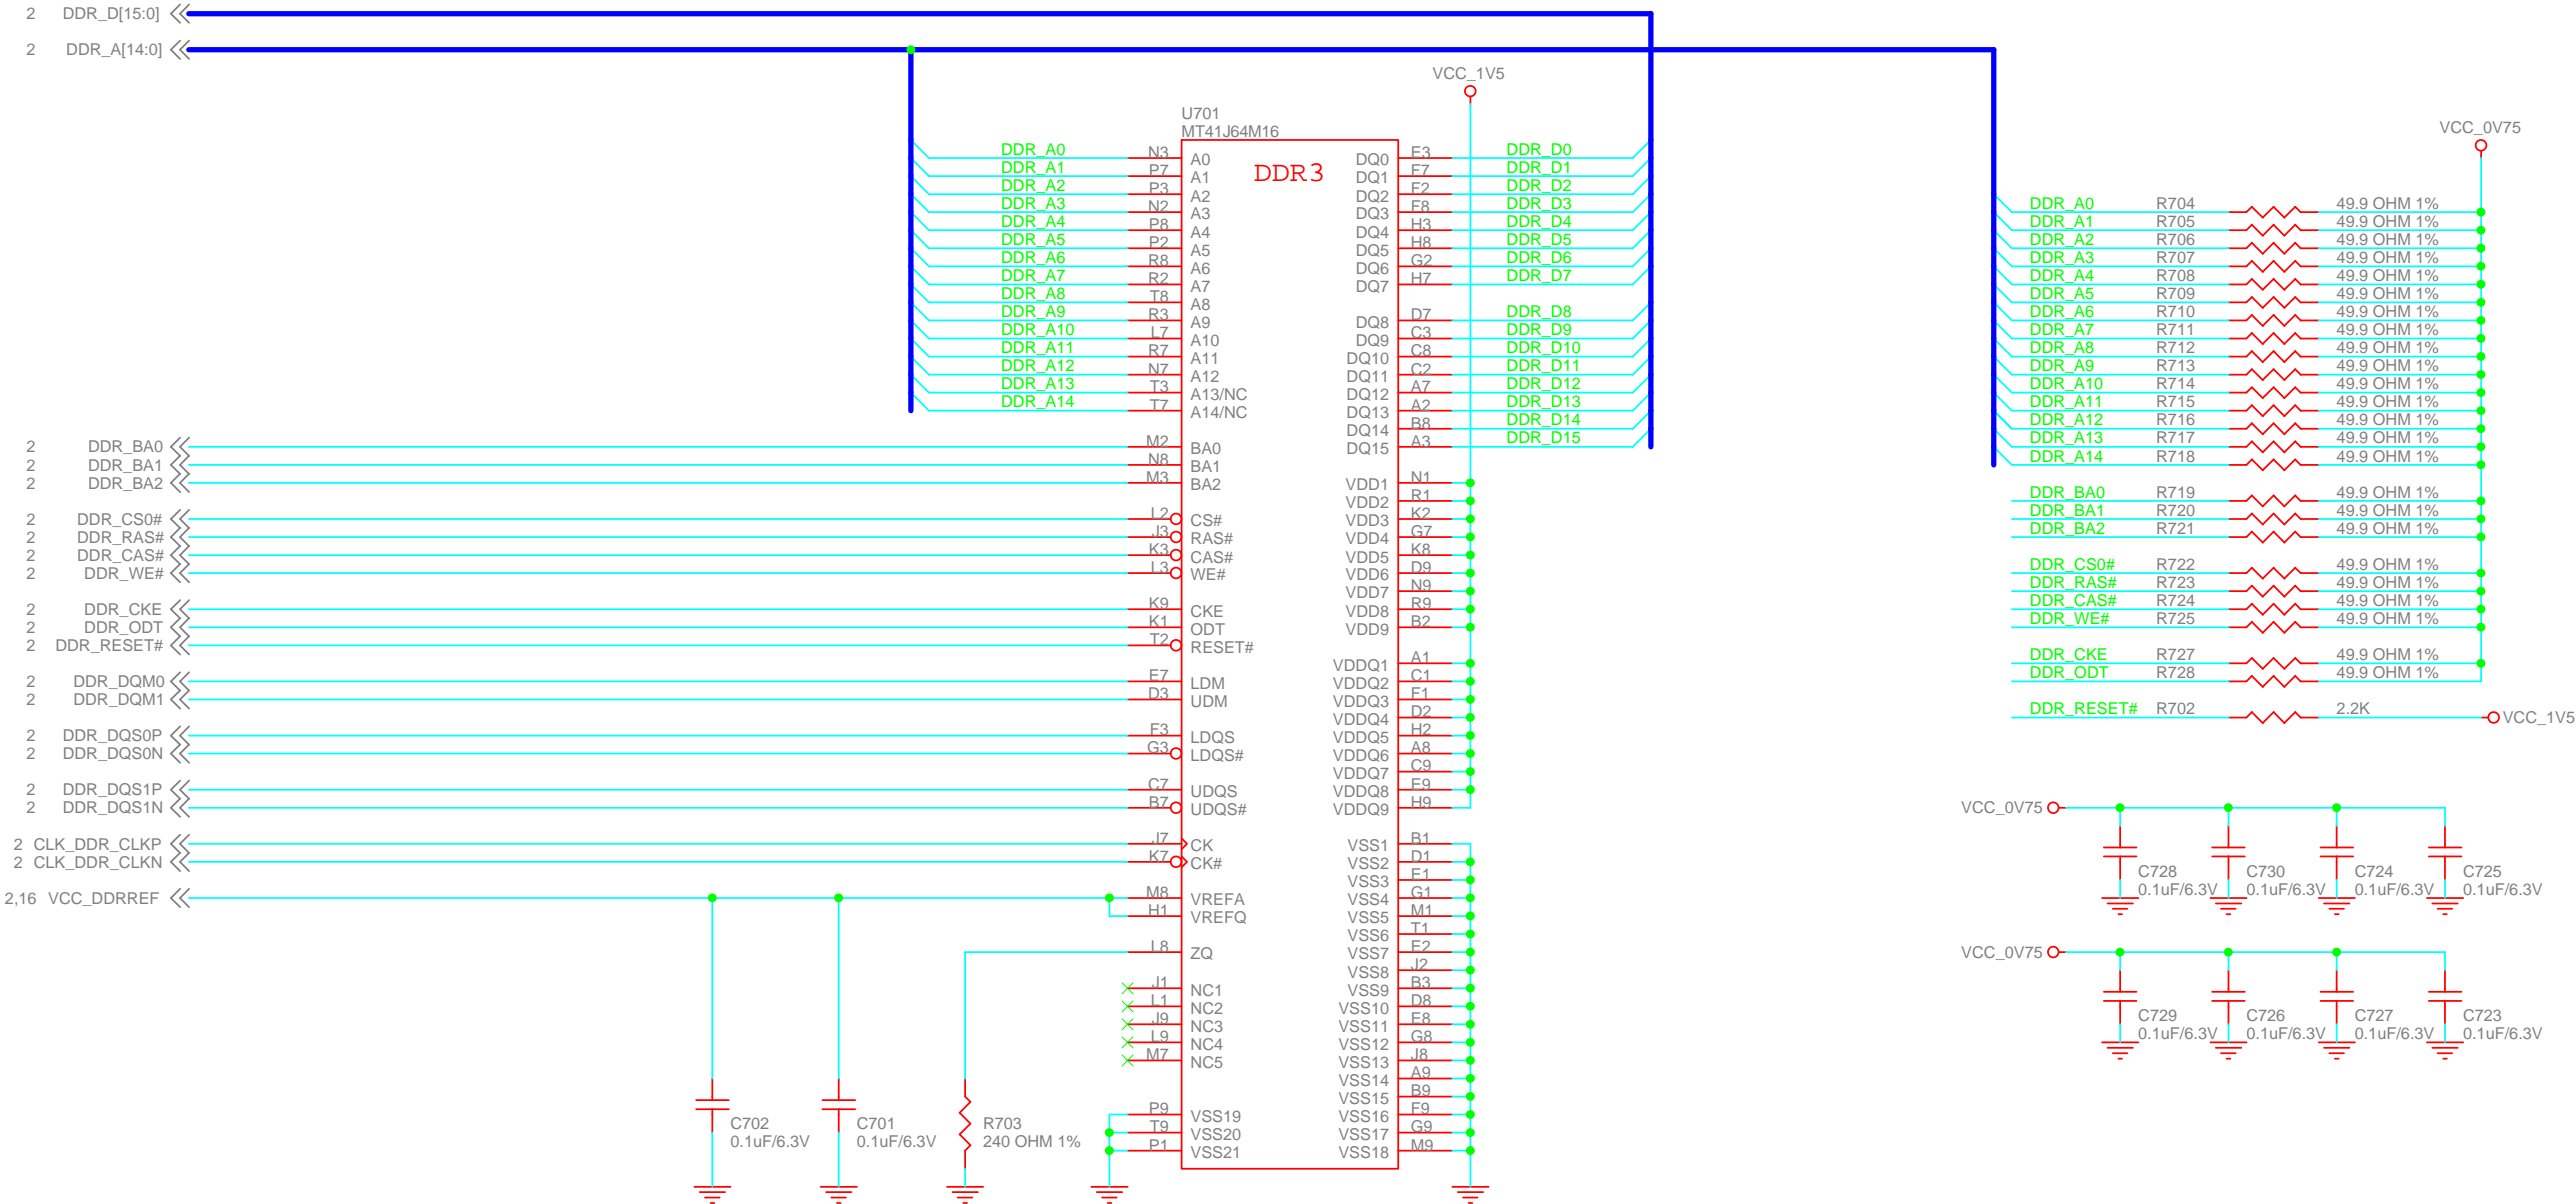 2 DDR_D[15:0]
2 DDR_A[14:0]
VCC_1V5
U701
MT41J64M16
DDR3
DDR_A0 N3 A0
DDR_A1 P7 A1
DDR_A2 P3 A2
DDR_A3 N2 A3
DDR_A4 P8 A4
DDR_A5 P2 A5
DDR_A6 R8 A6
DDR_A7 R2 A7
DDR_A8 T8 A8
DDR_A9 R3 A9
DDR_A10 L7 A10
DDR_A11 R7 A11
DDR_A12 N7 A12
DDR_A13 T3 A13/NC
DDR_A14 T7 A14/NC
2 DDR_BA0 M2 BA0
2 DDR_BA1 N8 BA1
2 DDR_BA2 M3 BA2
2 DDR_CS0# L2 CS#
2 DDR_RAS# J3 RAS#
2 DDR_CAS# K3 CAS#
2 DDR_WE# L3 WE#
2 DDR_CKE K9 CKE
2 DDR_ODT K1 ODT
2 DDR_RESET# T2 RESET#
2 DDR_DQM0 E7 LDM
2 DDR_DQM1 D3 UDM
2 DDR_DQS0P F3 LDQS
2 DDR_DQS0N G3 LDQS#
2 DDR_DQS1P C7 UDQS
2 DDR_DQS1N B7 UDQS#
2 CLK_DDR_CLKP J7 CK
2 CLK_DDR_CLKN K7 CK#
2,16 VCC_DDRREF M8 VREFA
H1 VREFQ
L8 ZQ
J1 NC1
L1 NC2
J9 NC3
L9 NC4
M7 NC5
P9 VSS19
T9 VSS20
P1 VSS21
C702
0.1uF/6.3V
C701
0.1uF/6.3V
R703
240 OHM 1%
DQ0 E3 DDR_D0
DQ1 F7 DDR_D1
DQ2 F2 DDR_D2
DQ3 F8 DDR_D3
DQ4 H3 DDR_D4
DQ5 H8 DDR_D5
DQ6 G2 DDR_D6
DQ7 H7 DDR_D7
DQ8 D7 DDR_D8
DQ9 C3 DDR_D9
DQ10 C8 DDR_D10
DQ11 C2 DDR_D11
DQ12 A7 DDR_D12
DQ13 A2 DDR_D13
DQ14 B8 DDR_D14
DQ15 A3 DDR_D15
VDD1 N1
VDD2 R1
VDD3 K2
VDD4 G7
VDD5 K8
VDD6 D9
VDD7 N9
VDD8 R9
VDD9 B2
VDDQ1 A1
VDDQ2 C1
VDDQ3 F1
VDDQ4 D2
VDDQ5 H2
VDDQ6 A8
VDDQ7 C9
VDDQ8 E9
VDDQ9 H9
VSS1 B1
VSS2 D1
VSS3 E1
VSS4 G1
VSS5 M1
VSS6 T1
VSS7 E2
VSS8 J2
VSS9 B3
VSS10 D8
VSS11 E8
VSS12 G8
VSS13 J8
VSS14 A9
VSS15 B9
VSS16 F9
VSS17 G9
VSS18 M9
VCC_0V75
DDR_A0 R704 49.9 OHM 1%
DDR_A1 R705 49.9 OHM 1%
DDR_A2 R706 49.9 OHM 1%
DDR_A3 R707 49.9 OHM 1%
DDR_A4 R708 49.9 OHM 1%
DDR_A5 R709 49.9 OHM 1%
DDR_A6 R710 49.9 OHM 1%
DDR_A7 R711 49.9 OHM 1%
DDR_A8 R712 49.9 OHM 1%
DDR_A9 R713 49.9 OHM 1%
DDR_A10 R714 49.9 OHM 1%
DDR_A11 R715 49.9 OHM 1%
DDR_A12 R716 49.9 OHM 1%
DDR_A13 R717 49.9 OHM 1%
DDR_A14 R718 49.9 OHM 1%
DDR_BA0 R719 49.9 OHM 1%
DDR_BA1 R720 49.9 OHM 1%
DDR_BA2 R721 49.9 OHM 1%
DDR_CS0# R722 49.9 OHM 1%
DDR_RAS# R723 49.9 OHM 1%
DDR_CAS# R724 49.9 OHM 1%
DDR_WE# R725 49.9 OHM 1%
DDR_CKE R727 49.9 OHM 1%
DDR_ODT R728 49.9 OHM 1%
DDR_RESET# R702 2.2K VCC_1V5
VCC_0V75
C728 C730 C724 C725
0.1uF/6.3V 0.1uF/6.3V 0.1uF/6.3V 0.1uF/6.3V
VCC_0V75
C729 C726 C727 C723
0.1uF/6.3V 0.1uF/6.3V 0.1uF/6.3V 0.1uF/6.3V